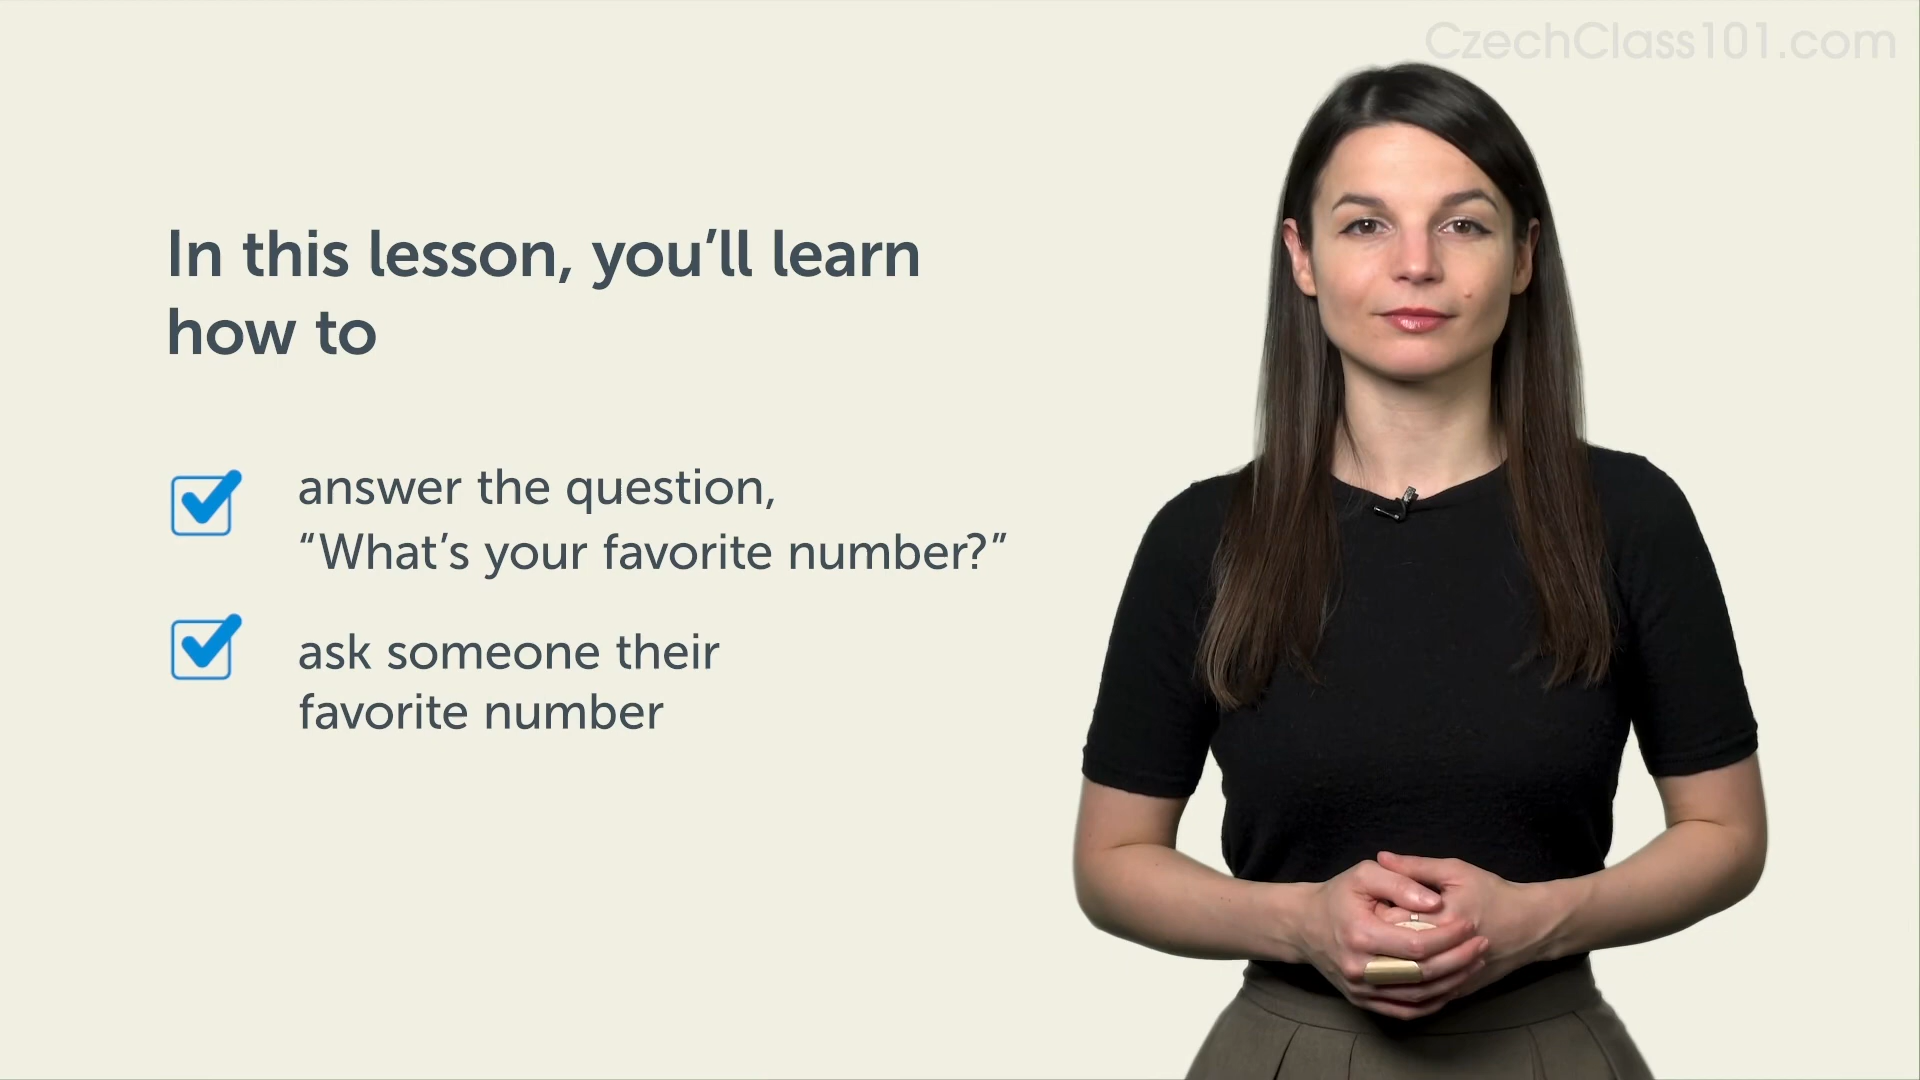 CzechClass101.com
In this lesson, you’ll learn
how to
answer the question,
“What’s your favorite number?”
ask someone their
favorite number